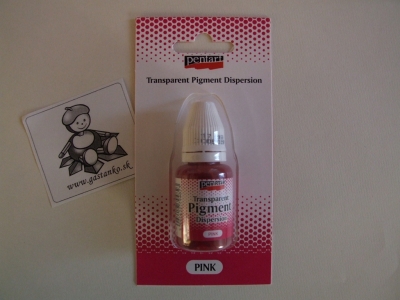 pentart
Transparent Pigment Dispersion
www.gastanko.sk
pentart
Transparent
Pigment
Dispersion
PINK